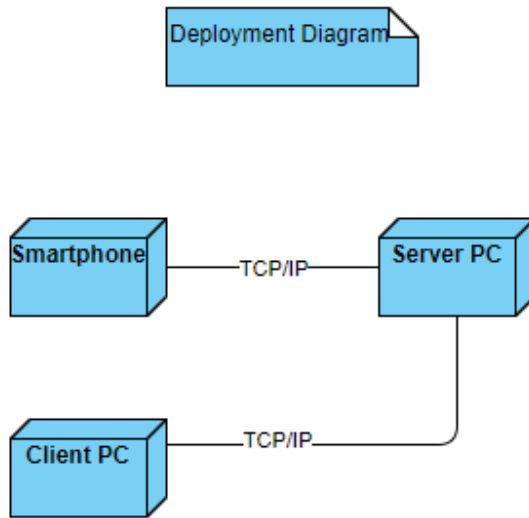 Deployment Diagram
Smartphone
TCP/IP
Server PC
Client PC
TCP/IP